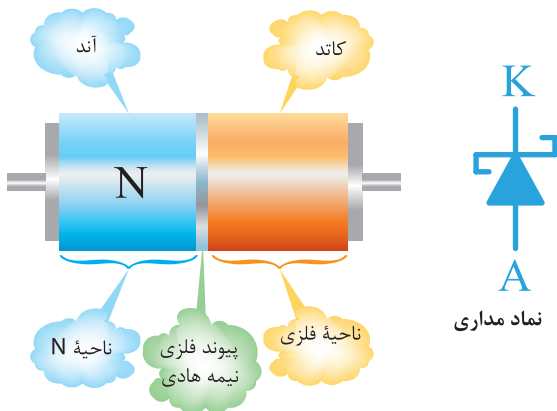 آند
کاتد
N
K
A
نماد مداری
ناحیهٔ N
پیوند فلزی
نیمه هادی
ناحیهٔ فلزی